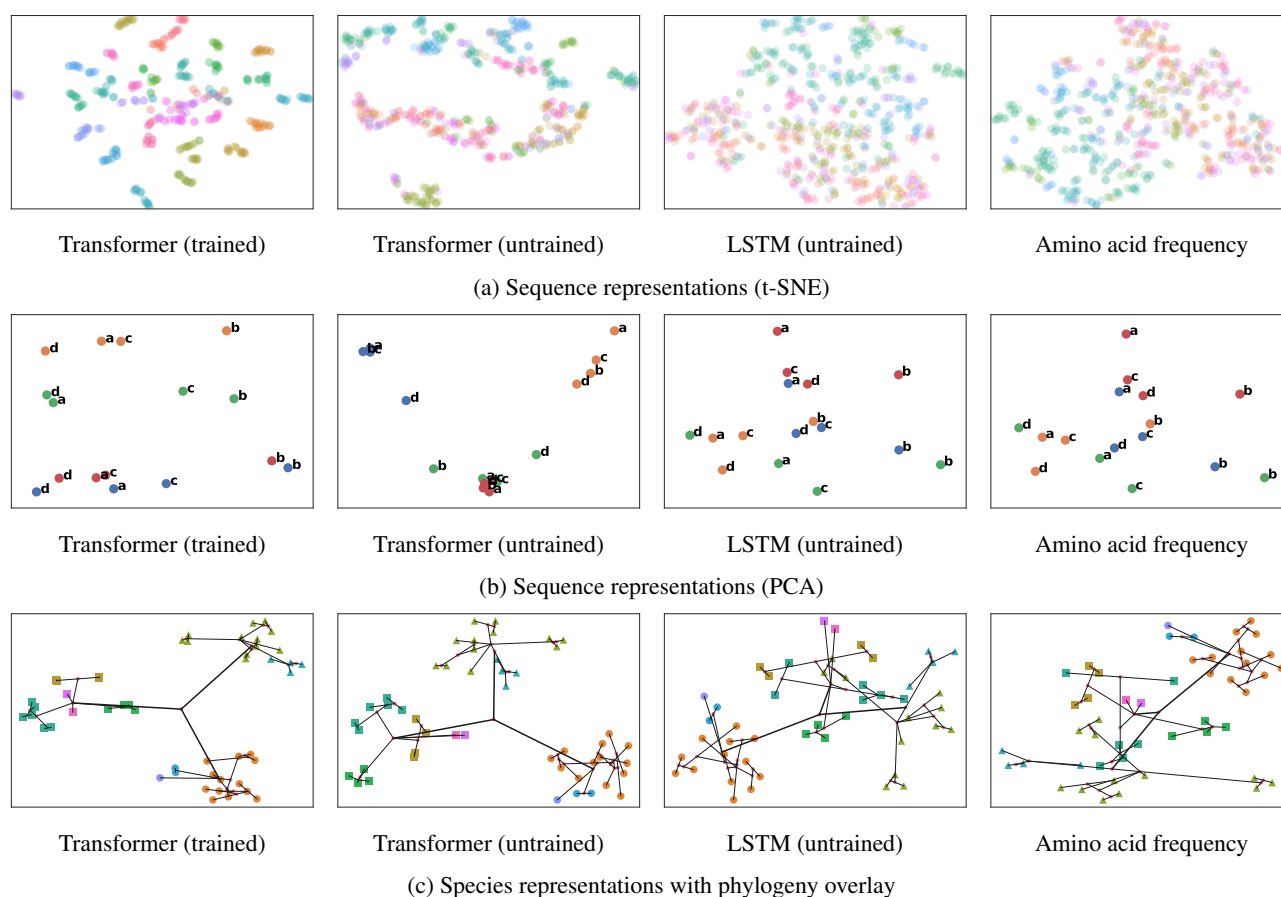 Transformer (trained) Transformer (untrained) LSTM (untrained) Amino acid frequency
(a) Sequence representations (t-SNE)
d a c b d a c b d a c b b d a c
a b c d a c b d b d a c d b a
a c a d b b d a c d c b d a b c
a c a d b b d a c d c a d b b c
Transformer (trained) Transformer (untrained) LSTM (untrained) Amino acid frequency
(b) Sequence representations (PCA)
Transformer (trained) Transformer (untrained) LSTM (untrained) Amino acid frequency
(c) Species representations with phylogeny overlay